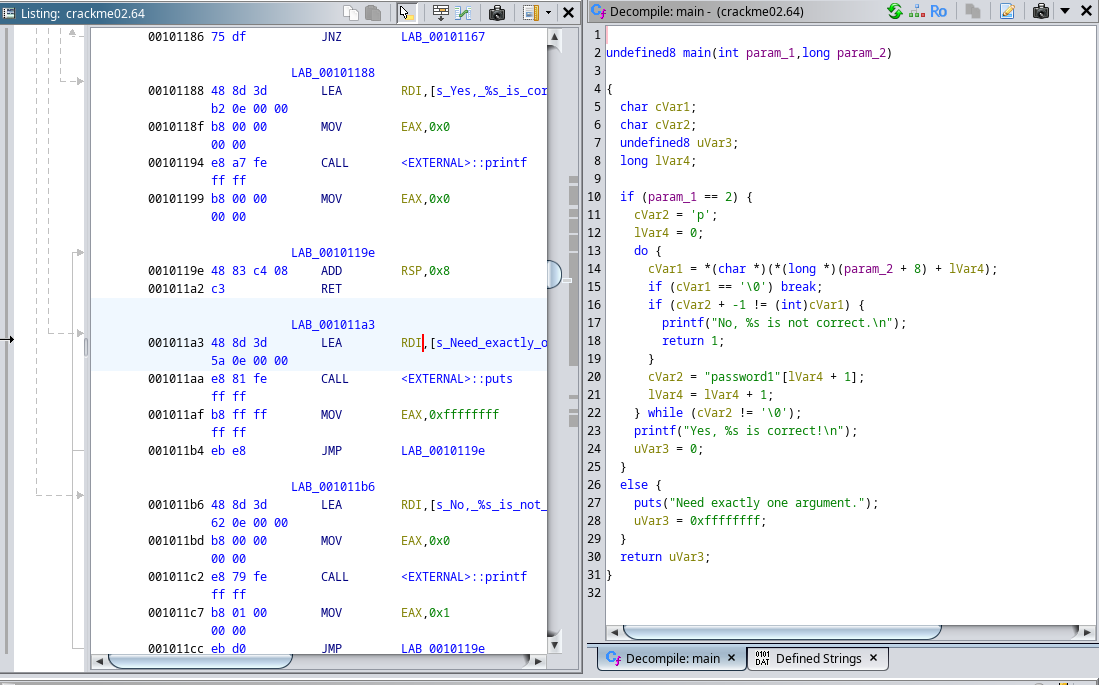 Listing: crackme02.64
00101186 75 df JNZ LAB_00101167
LAB_00101188
00101188 48 8d 3d LEA RDI,[s_Yes,_%s_is_cor
b2 0e 00 00
0010118f b8 00 00 MOV EAX,0x0
00 00
00101194 e8 a7 fe CALL <EXTERNAL>::printf
ff ff
00101199 b8 00 00 MOV EAX,0x0
00 00
LAB_0010119e
0010119e 48 83 c4 08 ADD RSP,0x8
001011a2 c3 RET
LAB_001011a3
001011a3 48 8d 3d LEA RDI,[s_Need_exactly_o
5a 0e 00 00
001011aa e8 81 fe CALL <EXTERNAL>::puts
ff ff
001011af b8 ff ff MOV EAX,0xffffffff
ff ff
001011b4 eb e8 JMP LAB_0010119e
LAB_001011b6
001011b6 48 8d 3d LEA RDI,[s_No,_%s_is_not_
62 0e 00 00
001011bd b8 00 00 MOV EAX,0x0
00 00
001011c2 e8 79 fe CALL <EXTERNAL>::printf
ff ff
001011c7 b8 01 00 MOV EAX,0x1
00 00
001011cc eb d0 JMP LAB_0010119e
Decompile: main - (crackme02.64)
Ro
1
2 undefined8 main(int param_1,long param_2)
3
4 {
5 char cVar1;
6 char cVar2;
7 undefined8 uVar3;
8 long lVar4;
9
10 if (param_1 == 2) {
11 cVar2 = 'p';
12 lVar4 = 0;
13 do {
14 cVar1 = *(char *)(*(long *)(param_2 + 8) + lVar4);
15 if (cVar1 == '\0') break;
16 if (cVar2 + -1 != (int)cVar1) {
17 printf("No, %s is not correct.\n");
18 return 1;
19 }
20 cVar2 = "password1"[lVar4 + 1];
21 lVar4 = lVar4 + 1;
22 } while (cVar2 != '\0');
23 printf("Yes, %s is correct!\n");
24 uVar3 = 0;
25 }
26 else {
27 puts("Need exactly one argument.");
28 uVar3 = 0xffffffff;
29 }
30 return uVar3;
31 }
32
Decompile: main
0101 DAT Defined Strings